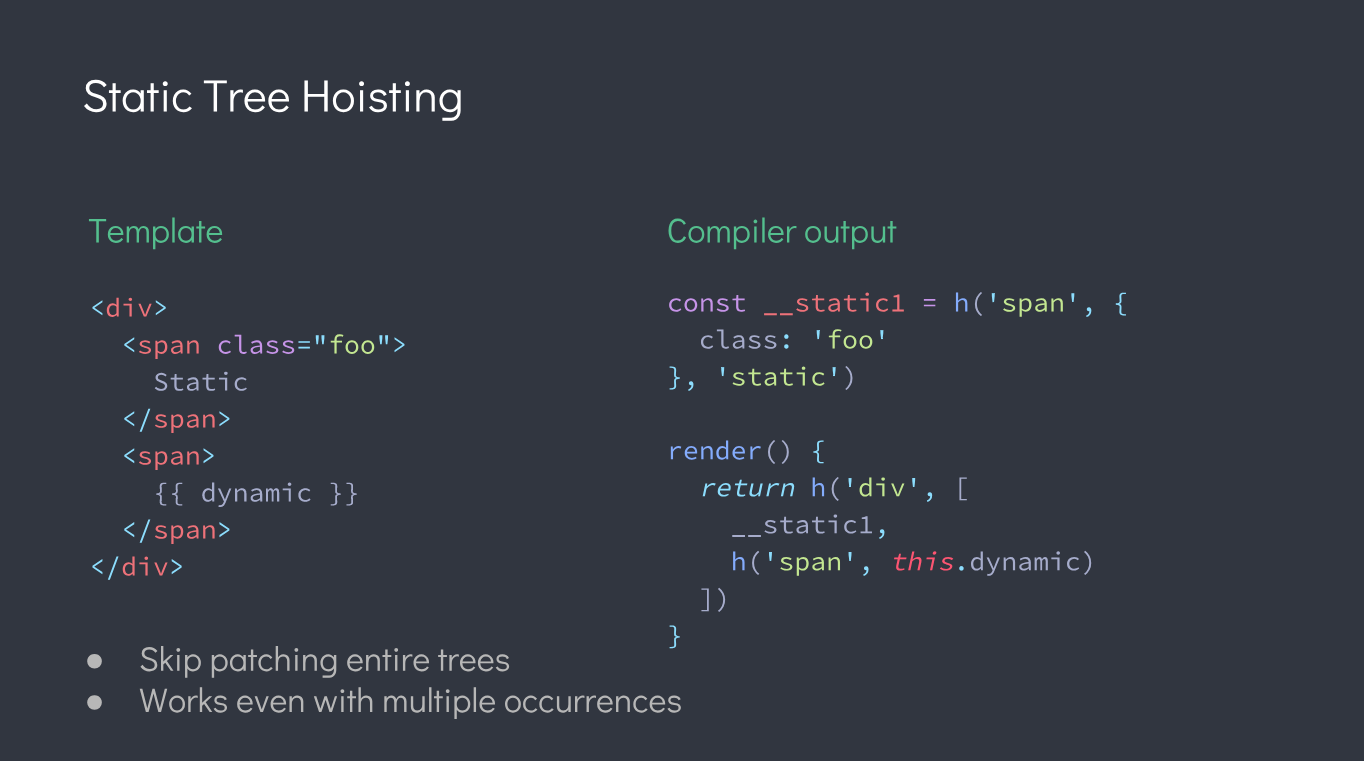 Static Tree Hoisting
Template
<div>
  <span class="foo">
    Static
  </span>
  <span>
    {{ dynamic }}
  </span>
</div>
● Skip patching entire trees
● Works even with multiple occurrences
Compiler output
const __static1 = h('span', {
  class: 'foo'
}, 'static')
render() {
  return h('div', [
    __static1,
    h('span', this.dynamic)
  ])
}